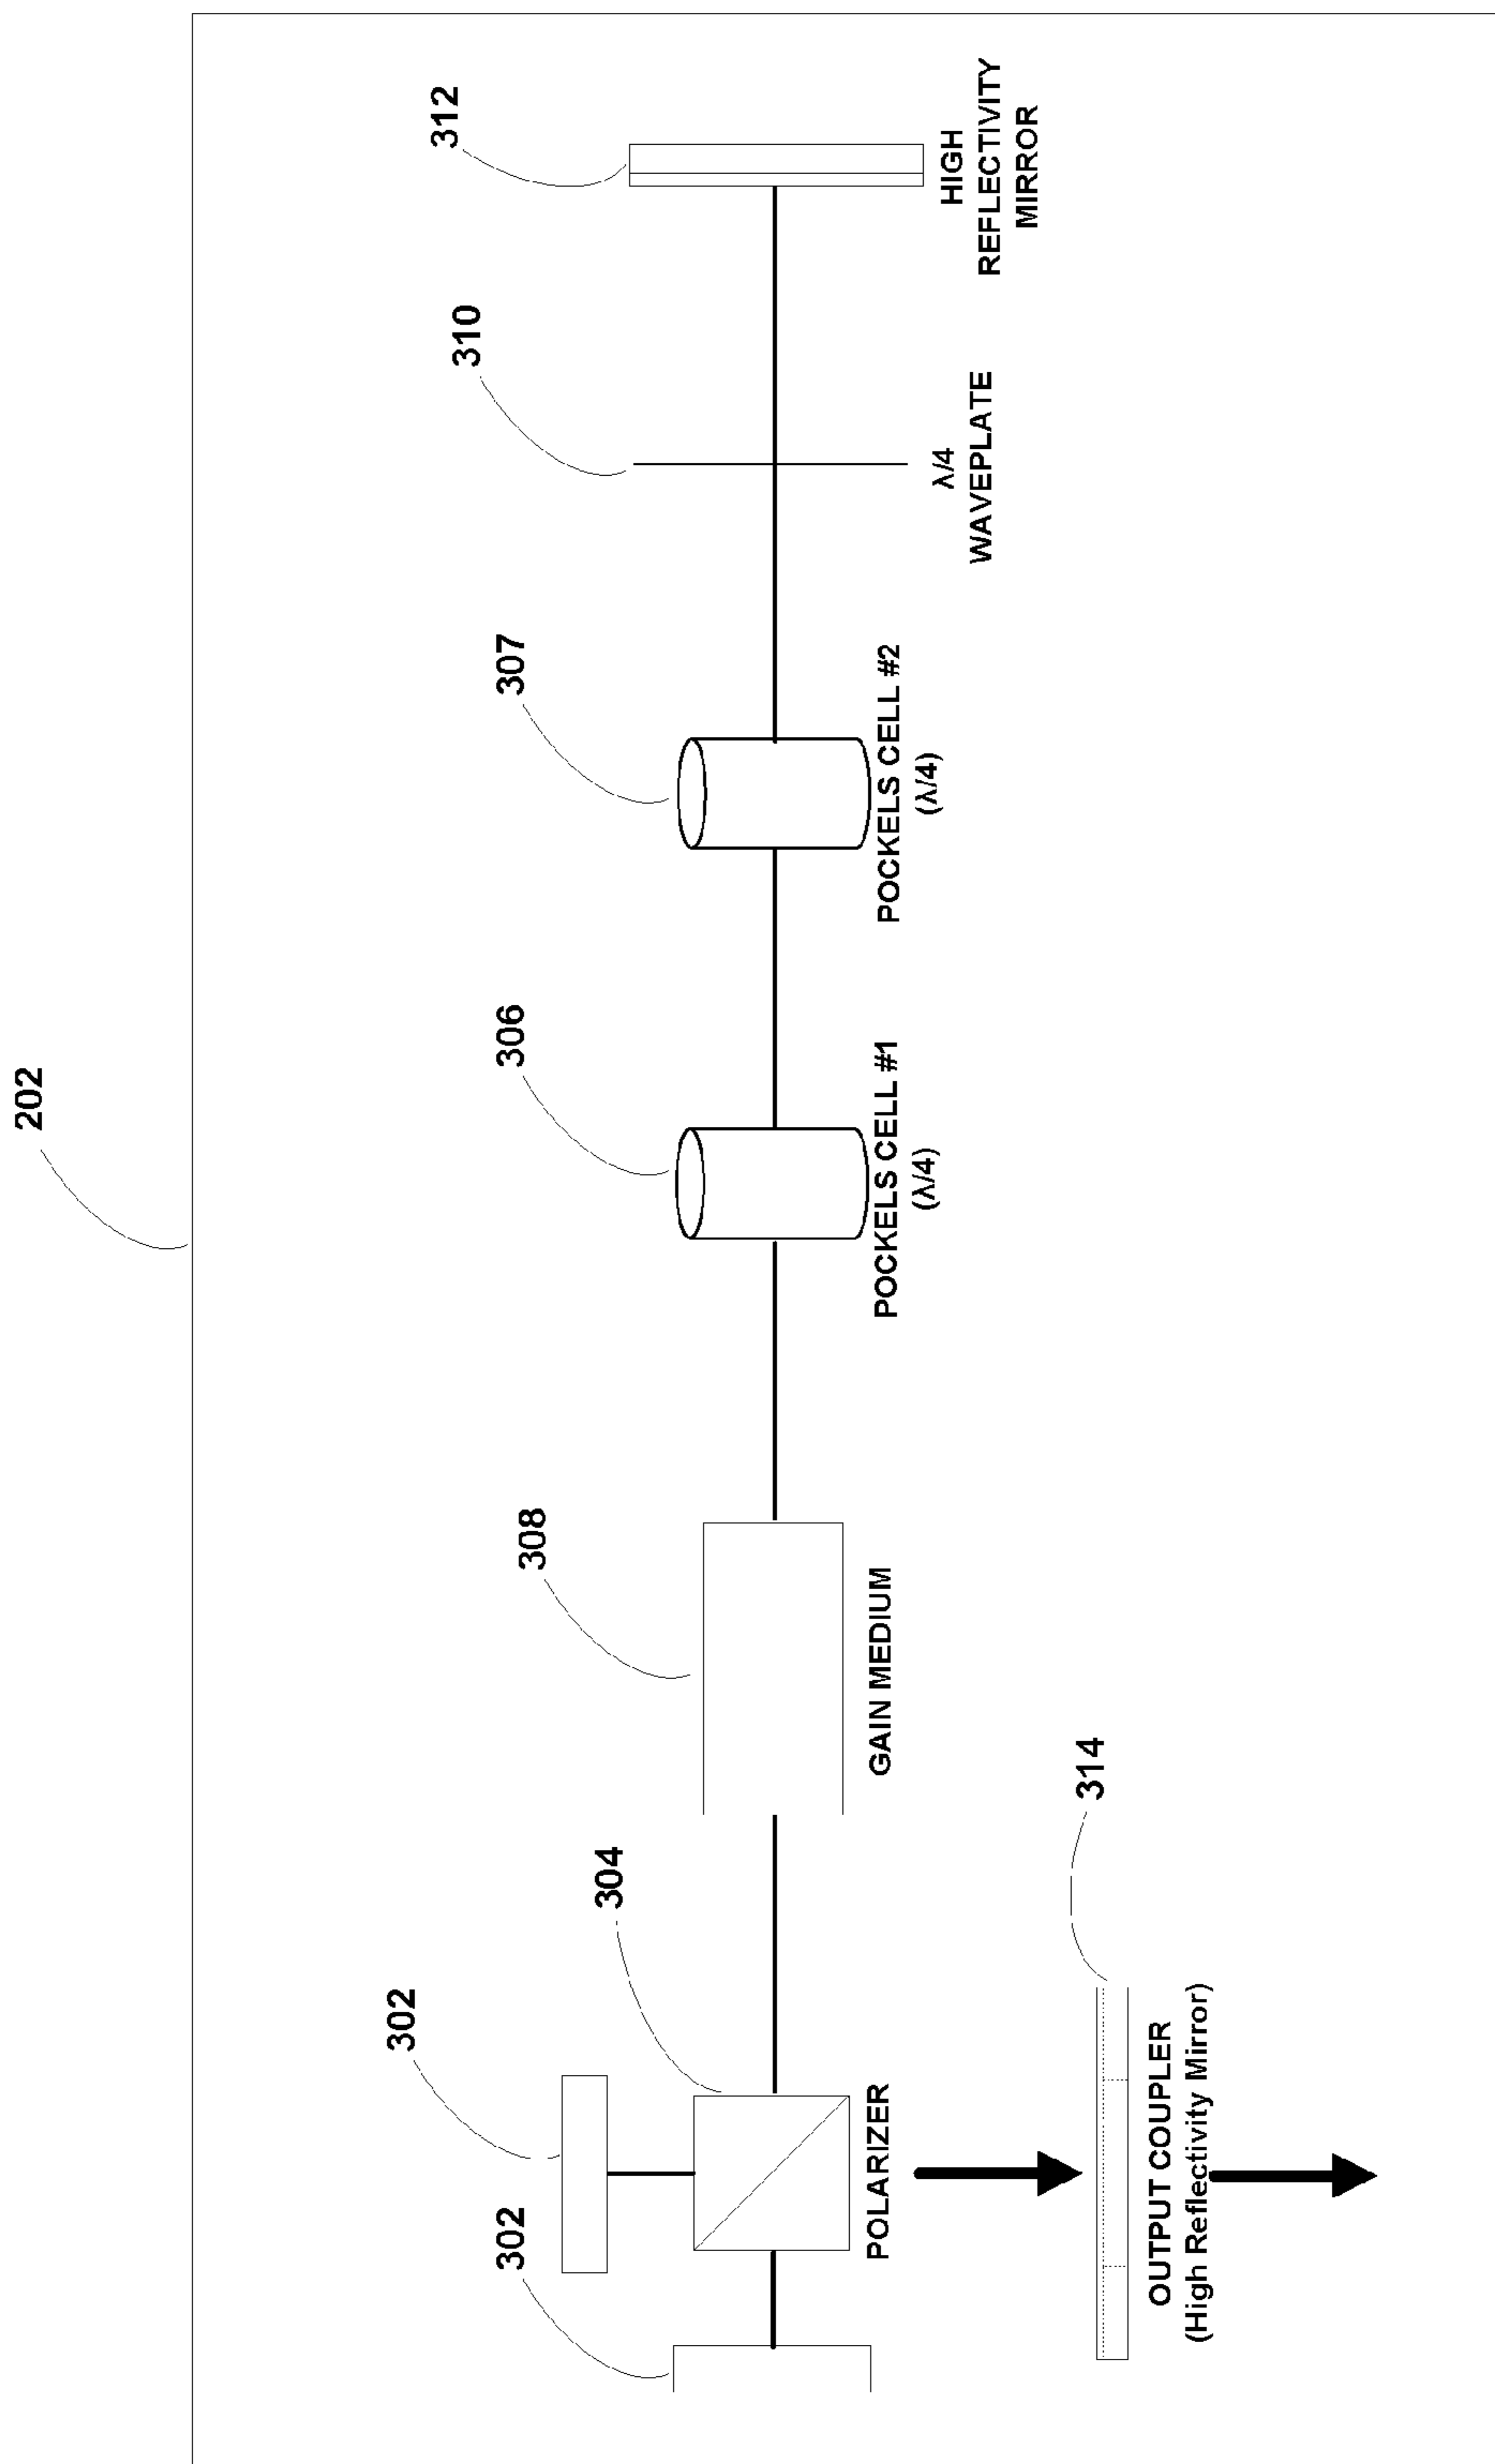 202
302
302
304
308
306
307
310
312
POLARIZER
GAIN MEDIUM
POCKELS CELL #1
(λ/4)
POCKELS CELL #2
(λ/4)
λ/4
WAVEPLATE
HIGH
REFLECTIVITY
MIRROR
314
OUTPUT COUPLER
(High Reflectivity Mirror)